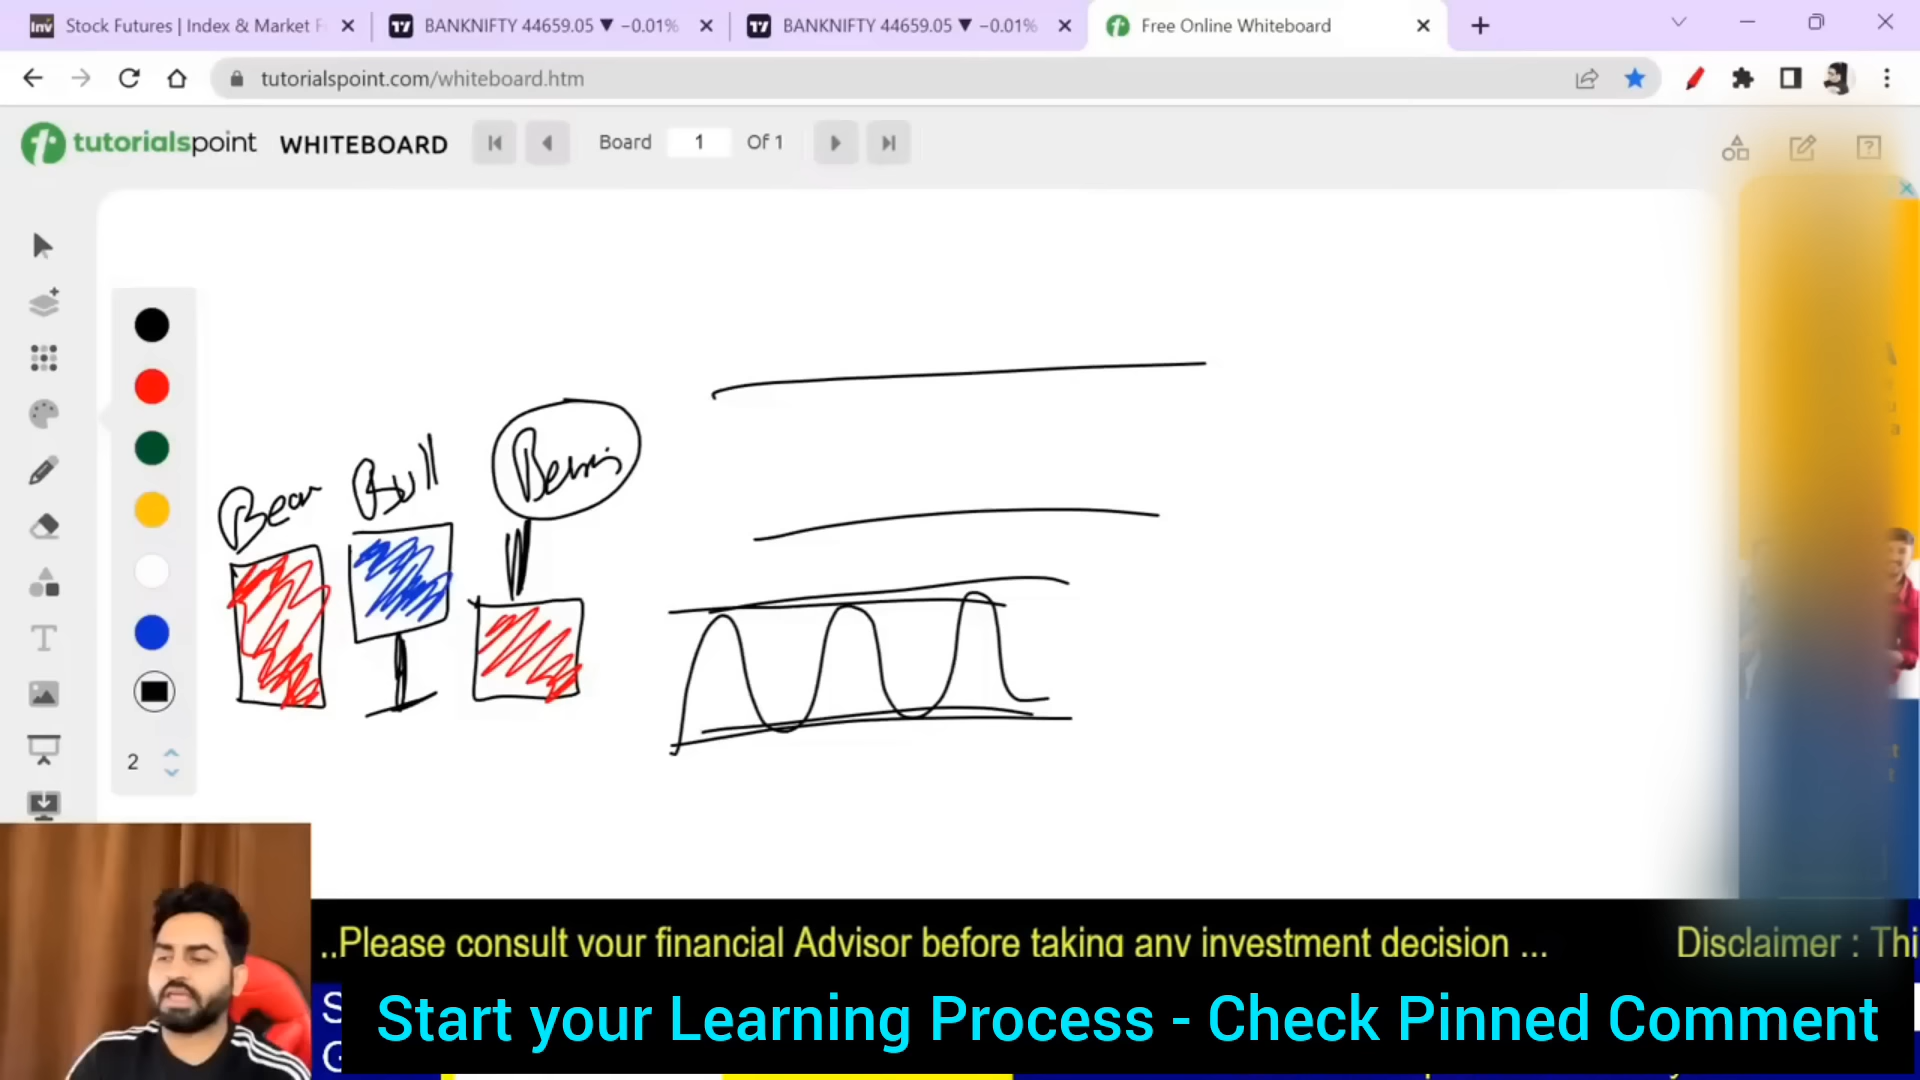 Stock Futures | Index & Market F
BANKNIFTY 44659.05 ▼ −0.01%
BANKNIFTY 44659.05 ▼ −0.01%
Free Online Whiteboard
tutorialspoint.com/whiteboard.htm
tutorialspoint WHITEBOARD Board 1 Of 1
Bear Bull
2
..Please consult your financial Advisor before taking any investment decision ... Disclaimer : Thi
Start your Learning Process - Check Pinned Comment